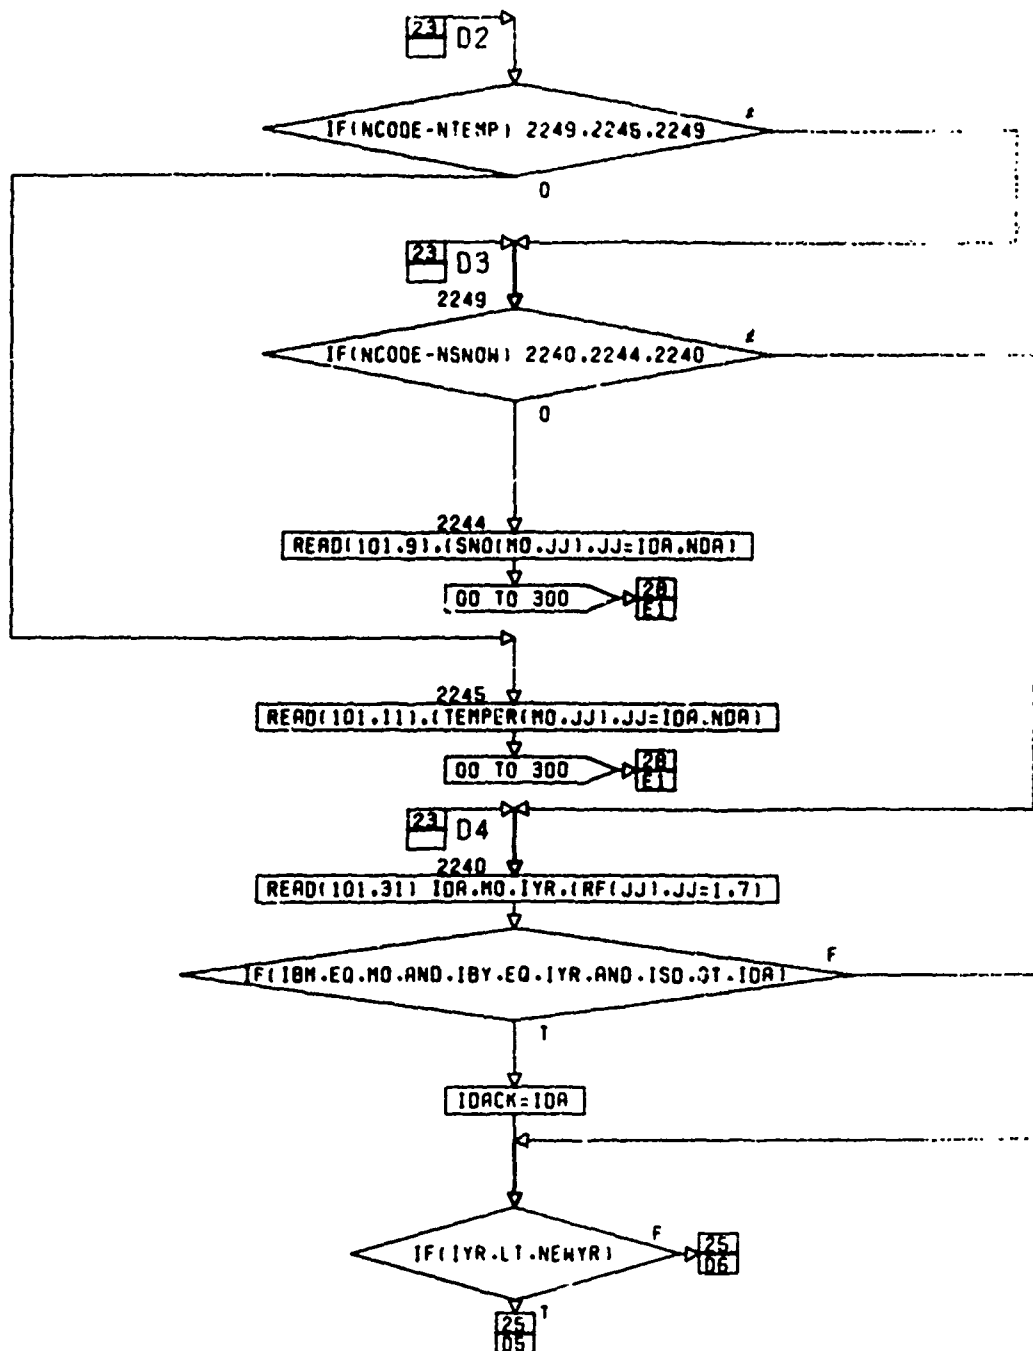 23 D2
IF(NCODE-NTEMP) 2249.2245.2249
≠
0
23 D3
2249
IF(NCODE-NSNOW) 2240.2244.2240
≠
0
2244
READ(101.9).(SNO(MO.JJ).JJ=IDA.NDA)
GO TO 300
28
E1
2245
READ(101.11).(TEMPER(MO.JJ).JJ=IDA.NDA)
GO TO 300
28
E1
23 D4
2240
READ(101.31) IDA.MO.IYR.(RF(JJ).JJ=1.7)
F
IF(IBM.EQ.MO.AND.IBY.EQ.IYR.AND.ISD.GT.IDA)
T
IDACK=IDA
F
IF(IYR.LT.NEWYR)
25
D6
T
25
D5